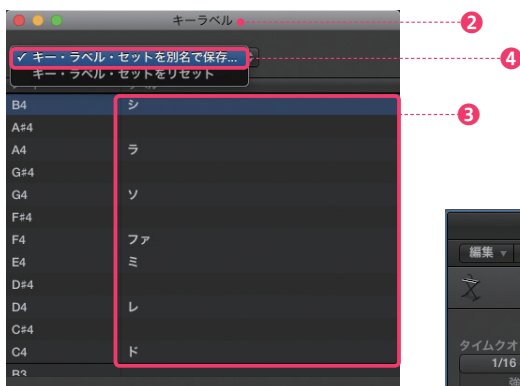 キーラベル
2
✓ キー・ラベル・セットを別名で保存...
4
キー・ラベル・セットをリセット
B4 シ
3
A#4
A4 ラ
G#4
G4 ソ
F#4
F4 ファ
E4 ミ
D#4
D4 レ
C#4
C4 ド
B3
編集
タイムクオ
1/16
強